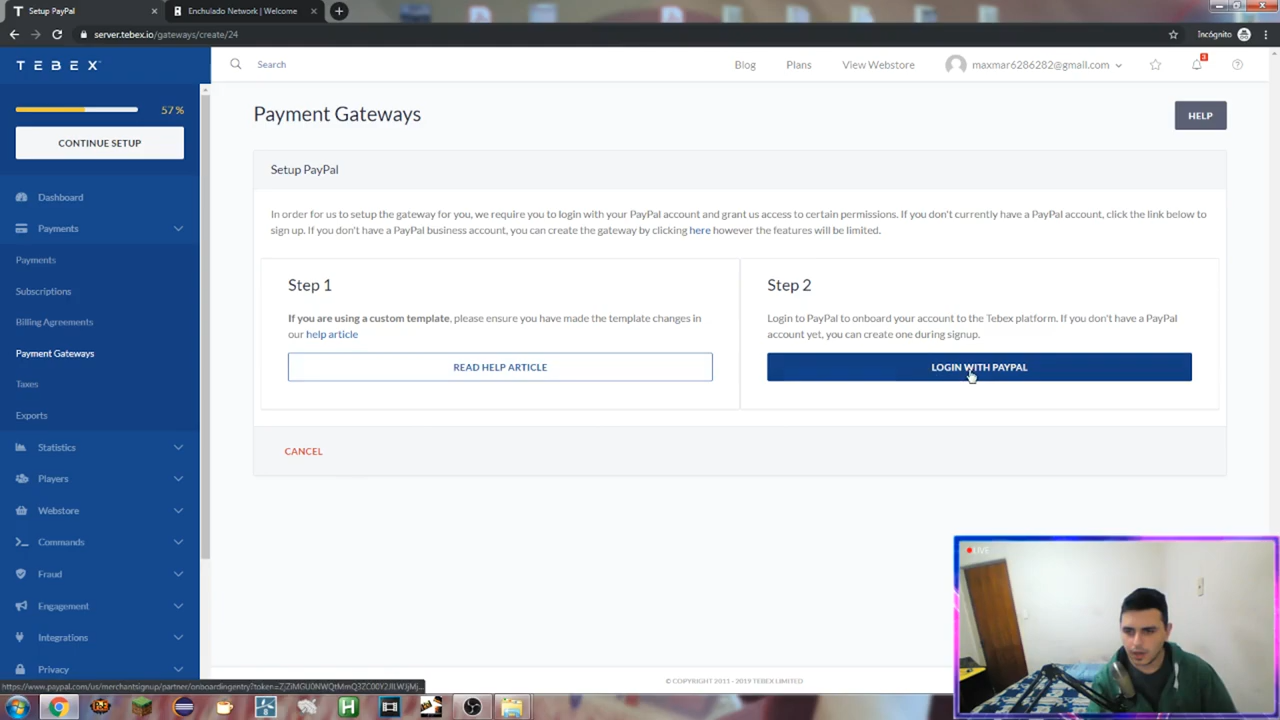 Setup PayPal
Enchulado Network | Welcome
server.tebex.io/gateways/create/24
Incógnito
TEBEX
Search
Blog
Plans
View Webstore
maxmar6286282@gmail.com
3
57%
CONTINUE SETUP
Payment Gateways
HELP
Setup PayPal
In order for us to setup the gateway for you, we require you to login with your PayPal account and grant us access to certain permissions. If you don't currently have a PayPal account, click the link below to
sign up. If you don't have a PayPal business account, you can create the gateway by clicking here however the features will be limited.
Step 1
If you are using a custom template, please ensure you have made the template changes in
our help article
READ HELP ARTICLE
Step 2
Login to PayPal to onboard your account to the Tebex platform. If you don't have a PayPal
account yet, you can create one during signup.
LOGIN WITH PAYPAL
CANCEL
Dashboard
Payments
Payments
Subscriptions
Billing Agreements
Payment Gateways
Taxes
Exports
Statistics
Players
Webstore
Commands
Fraud
Engagement
Integrations
Privacy
LIVE
© COPYRIGHT 2011 - 2019 TEBEX LIMITED